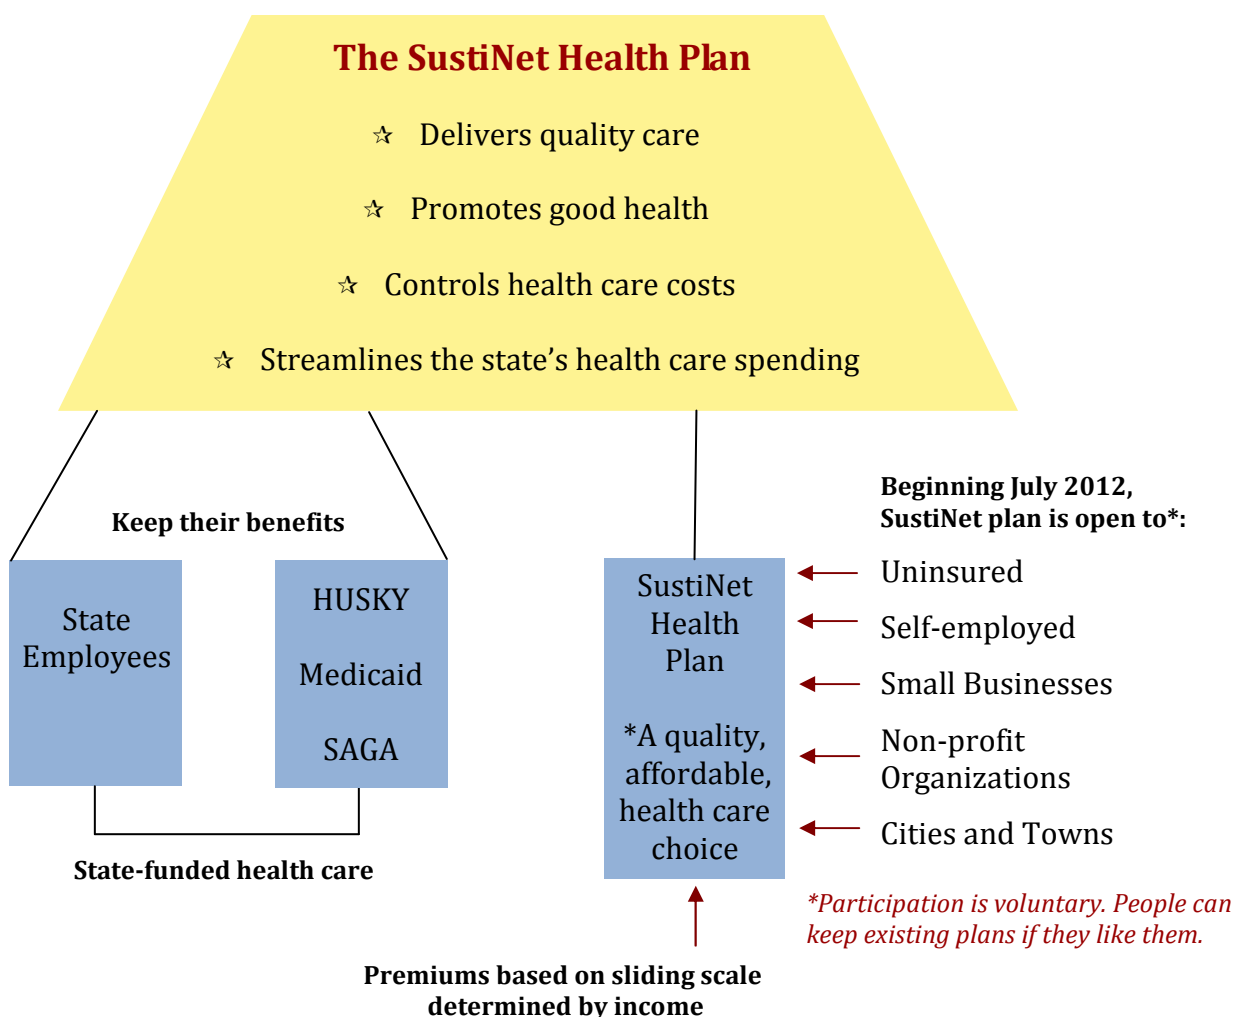 The SustiNet Health Plan
☆ Delivers quality care
☆ Promotes good health
☆ Controls health care costs
☆ Streamlines the state’s health care spending
Keep their benefits
State
Employees
HUSKY
Medicaid
SAGA
State-funded health care
SustiNet
Health
Plan
*A quality,
affordable,
health care
choice
Premiums based on sliding scale
determined by income
Beginning July 2012,
SustiNet plan is open to*:
Uninsured
Self-employed
Small Businesses
Non-profit
Organizations
Cities and Towns
*Participation is voluntary. People can
keep existing plans if they like them.